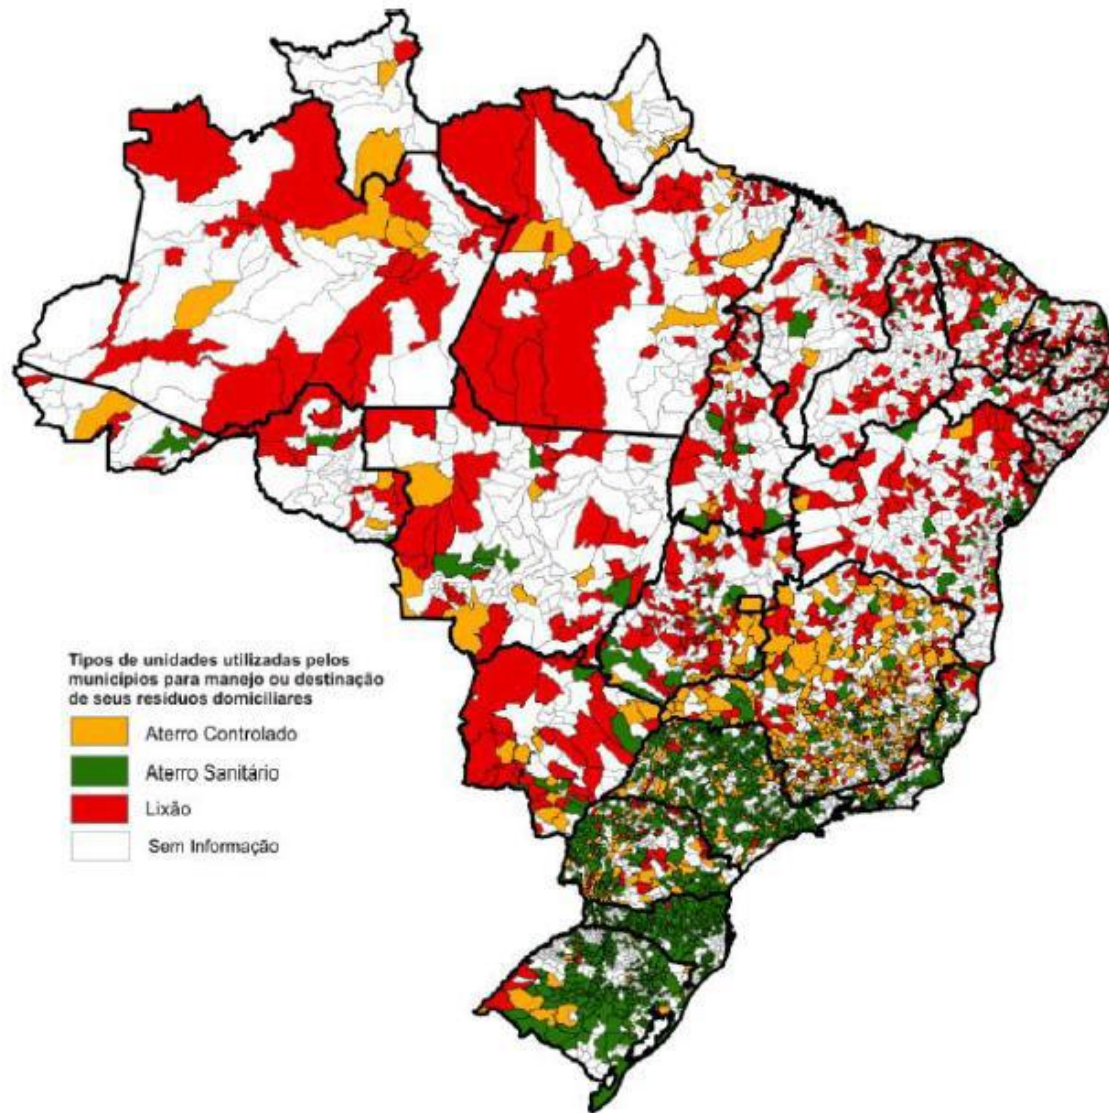 Tipos de unidades utilizadas pelos
municípios para manejo ou destinação
de seus resíduos domiciliares
Aterro Controlado
Aterro Sanitário
Lixão
Sem Informação